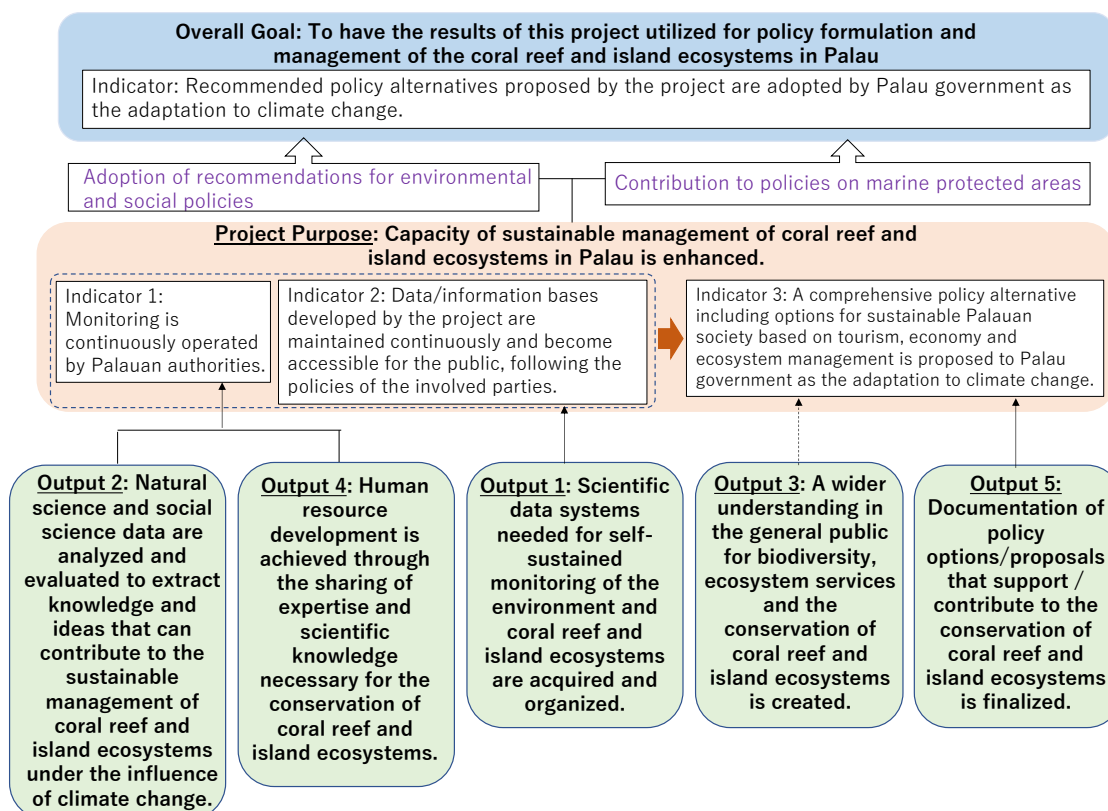 Overall Goal: To have the results of this project utilized for policy formulation and
management of the coral reef and island ecosystems in Palau
Indicator: Recommended policy alternatives proposed by the project are adopted by Palau government as
the adaptation to climate change.
Adoption of recommendations for environmental
and social policies
Contribution to policies on marine protected areas
Project Purpose: Capacity of sustainable management of coral reef and
island ecosystems in Palau is enhanced.
Indicator 1:
Monitoring is
continuously operated
by Palauan authorities.
Indicator 2: Data/information bases
developed by the project are
maintained continuously and become
accessible for the public, following the
policies of the involved parties.
Indicator 3: A comprehensive policy alternative
including options for sustainable Palauan
society based on tourism, economy and
ecosystem management is proposed to Palau
government as the adaptation to climate change.
Output 2: Natural
science and social
science data are
analyzed and
evaluated to extract
knowledge and
ideas that can
contribute to the
sustainable
management of
coral reef and
island ecosystems
under the influence
of climate change.
Output 4: Human
resource
development is
achieved through
the sharing of
expertise and
scientific
knowledge
necessary for the
conservation of
coral reef and
island ecosystems.
Output 1: Scientific
data systems
needed for self-
sustained
monitoring of the
environment and
coral reef and
island ecosystems
are acquired and
organized.
Output 3: A wider
understanding in
the general public
for biodiversity,
ecosystem services
and the
conservation of
coral reef and
island ecosystems
is created.
Output 5:
Documentation of
policy
options/proposals
that support /
contribute to the
conservation of
coral reef and
island ecosystems
is finalized.